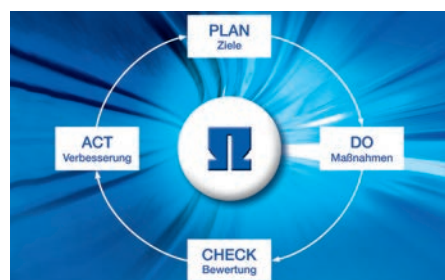 PLAN
Ziele
DO
Maßnahmen
CHECK
Bewertung
ACT
Verbesserung